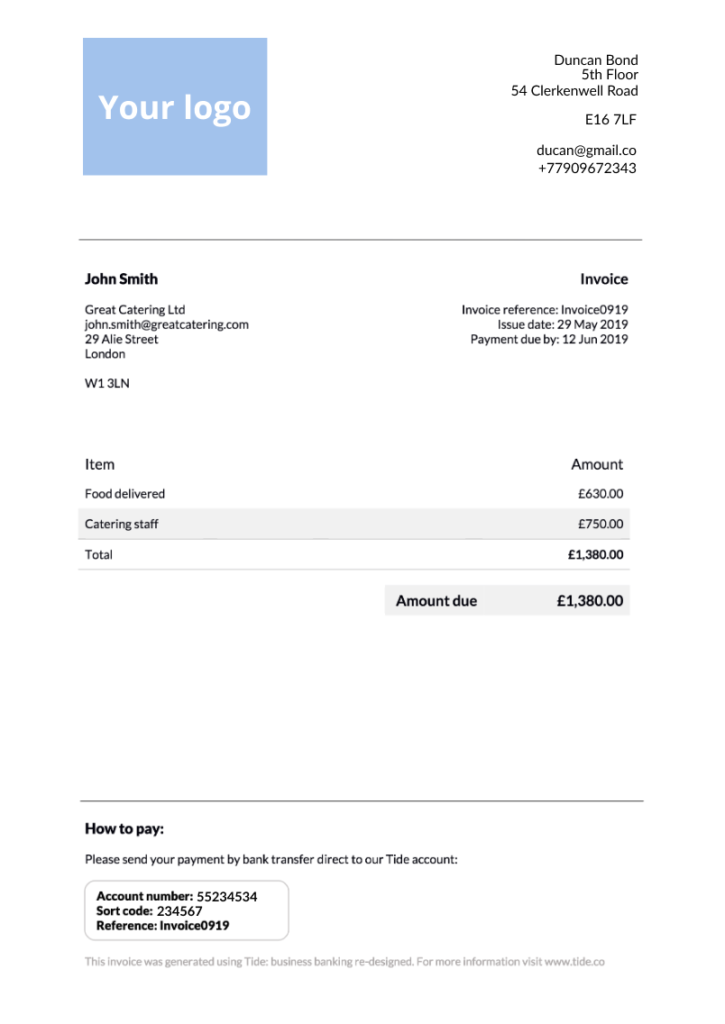 Your logo
Duncan Bond
5th Floor
54 Clerkenwell Road
E16 7LF
ducan@gmail.co
+77909672343
John Smith
Great Catering Ltd
john.smith@greatcatering.com
29 Alie Street
London
W1 3LN
Invoice
Invoice reference: Invoice0919
Issue date: 29 May 2019
Payment due by: 12 Jun 2019
Item Amount
Food delivered £630.00
Catering staff £750.00
Total £1,380.00
Amount due £1,380.00
How to pay:
Please send your payment by bank transfer direct to our Tide account:
Account number: 55234534
Sort code: 234567
Reference: Invoice0919
This invoice was generated using Tide: business banking re-designed. For more information visit www.tide.co